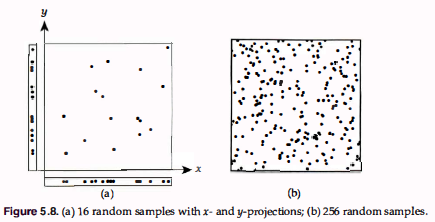 y
x
(a)
(b)
Figure 5.8. (a) 16 random samples with x- and y-projections; (b) 256 random samples.